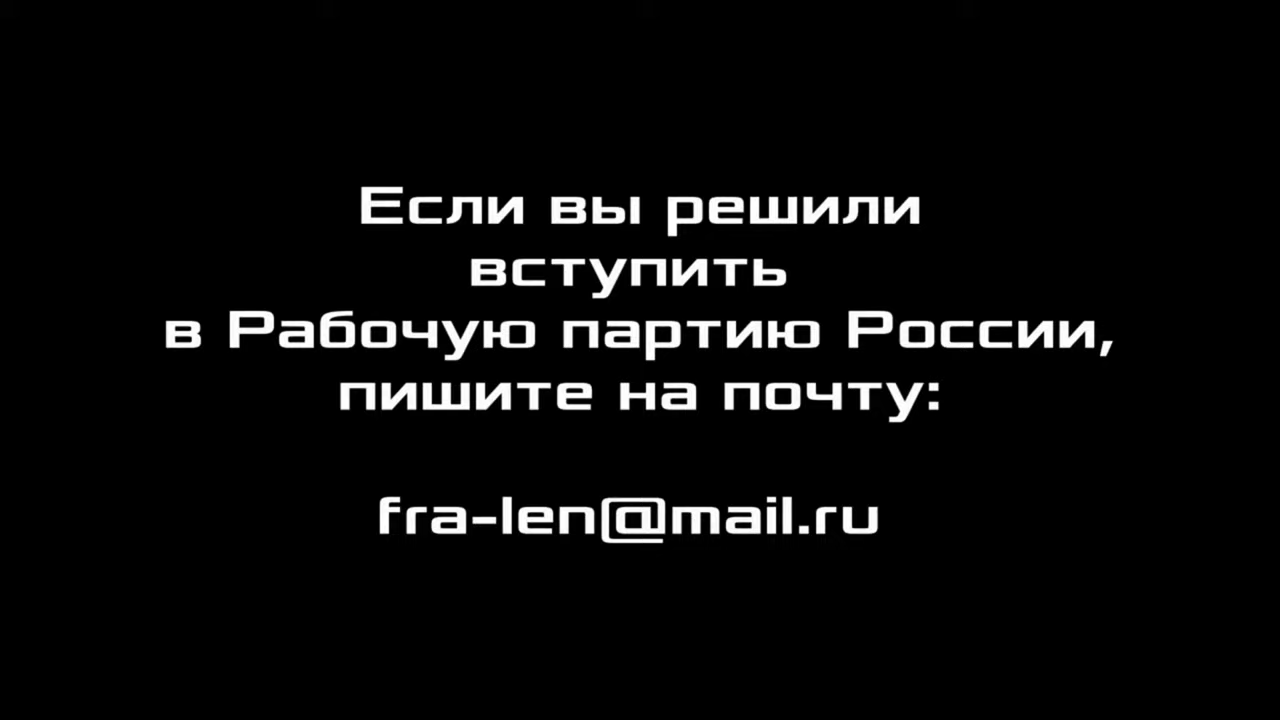 Если вы решили
вступить
в Рабочую партию России,
пишите на почту:
fra-len@mail.ru